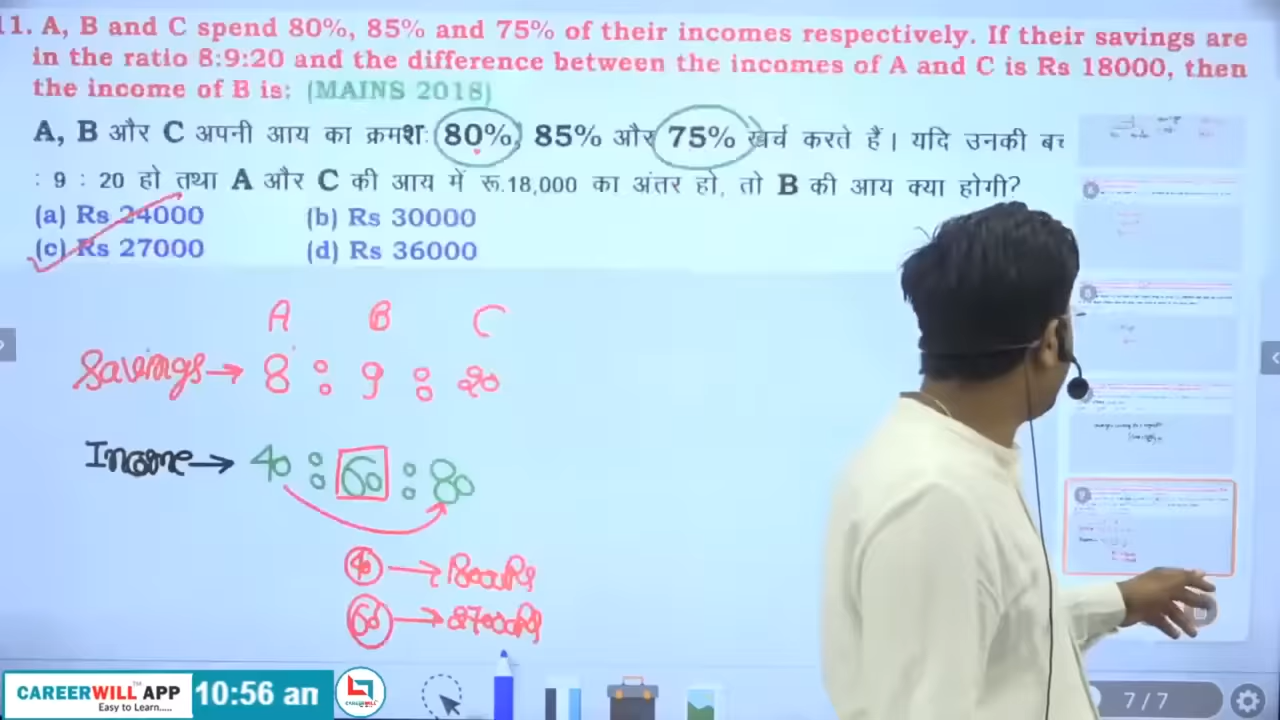 11. A, B and C spend 80%, 85% and 75% of their incomes respectively. If their savings are
in the ratio 8:9:20 and the difference between the incomes of A and C is Rs 18000, then
the income of B is: (MAINS 2018)
A, B और C अपनी आय का क्रमशः 80%, 85% और 75% खर्च करते हैं। यदि उनकी बच
: 9 : 20 हो तथा A और C की आय में रू.18,000 का अंतर हो, तो B की आय क्या होगी?
(a) Rs 24000 (b) Rs 30000
(c) Rs 27000 (d) Rs 36000
A B C
Savings→ 8 : 9 : 20
Income→ 40 : 60 : 80
40 → 18000Rs
60 → 27000Rs
CAREERWILL APP
Easy to Learn.....
10:56 an
CAREERWILL
7 / 7